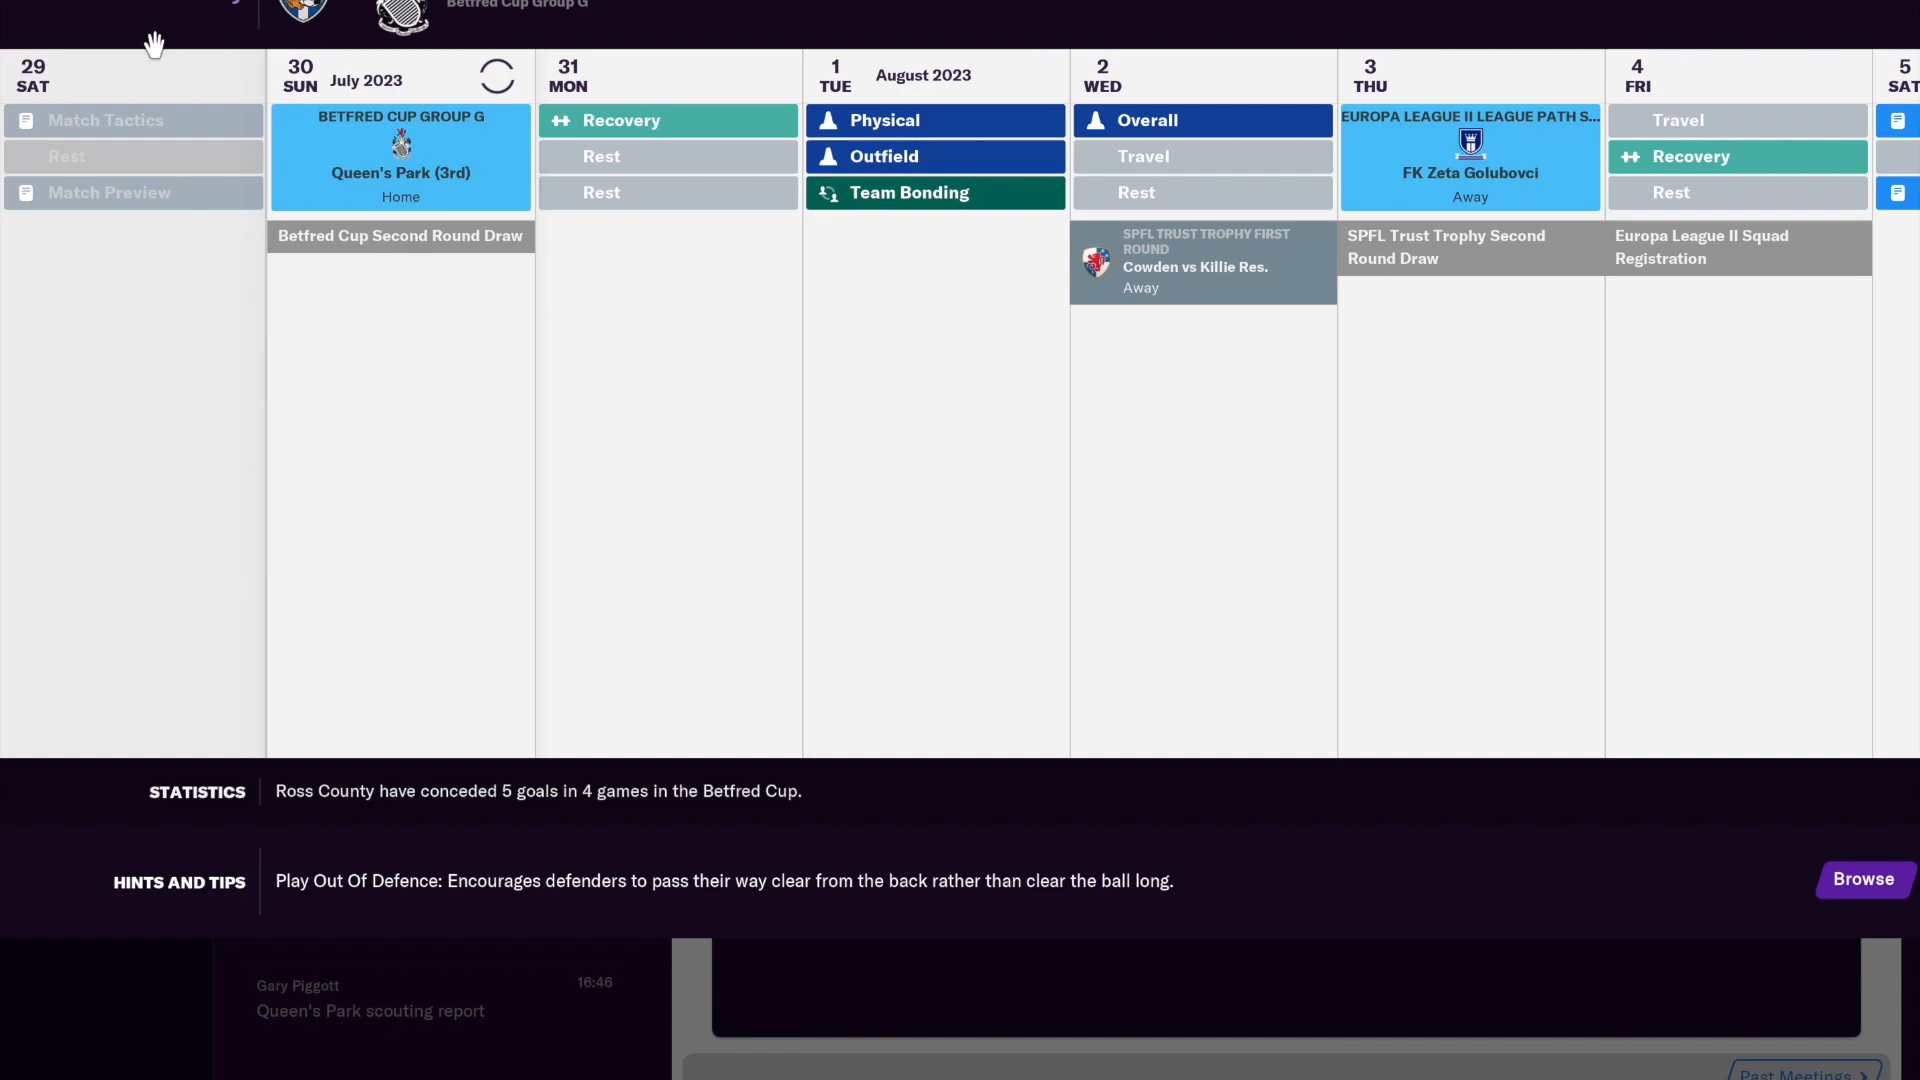 Betfred Cup Group G
29
SAT
30
SUN July 2023
31
MON
1
TUE August 2023
2
WED
3
THU
4
FRI
5
SAT
Match Tactics
Rest
Match Preview
BETFRED CUP GROUP G
Queen's Park (3rd)
Home
Betfred Cup Second Round Draw
Recovery
Rest
Rest
Physical
Outfield
Team Bonding
Overall
Travel
Rest
SPFL TRUST TROPHY FIRST
ROUND
Cowden vs Killie Res.
Away
EUROPA LEAGUE II LEAGUE PATH S...
FK Zeta Golubovci
Away
SPFL Trust Trophy Second
Round Draw
Travel
Recovery
Rest
Europa League II Squad
Registration
STATISTICS
Ross County have conceded 5 goals in 4 games in the Betfred Cup.
HINTS AND TIPS
Play Out Of Defence: Encourages defenders to pass their way clear from the back rather than clear the ball long.
Browse
Gary Piggott 16:46
Queen's Park scouting report
Past Meetings >